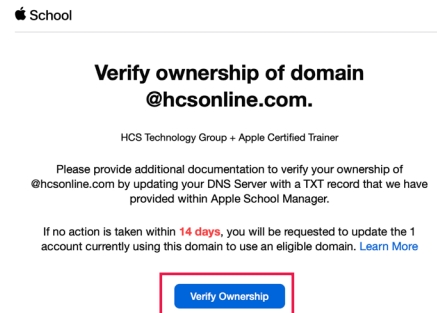 School
Verify ownership of domain
@hcsonline.com.
HCS Technology Group + Apple Certified Trainer
Please provide additional documentation to verify your ownership of
@hcsonline.com by updating your DNS Server with a TXT record that we have
provided within Apple School Manager.
If no action is taken within 14 days, you will be requested to update the 1
account currently using this domain to use an eligible domain. Learn More
Verify Ownership